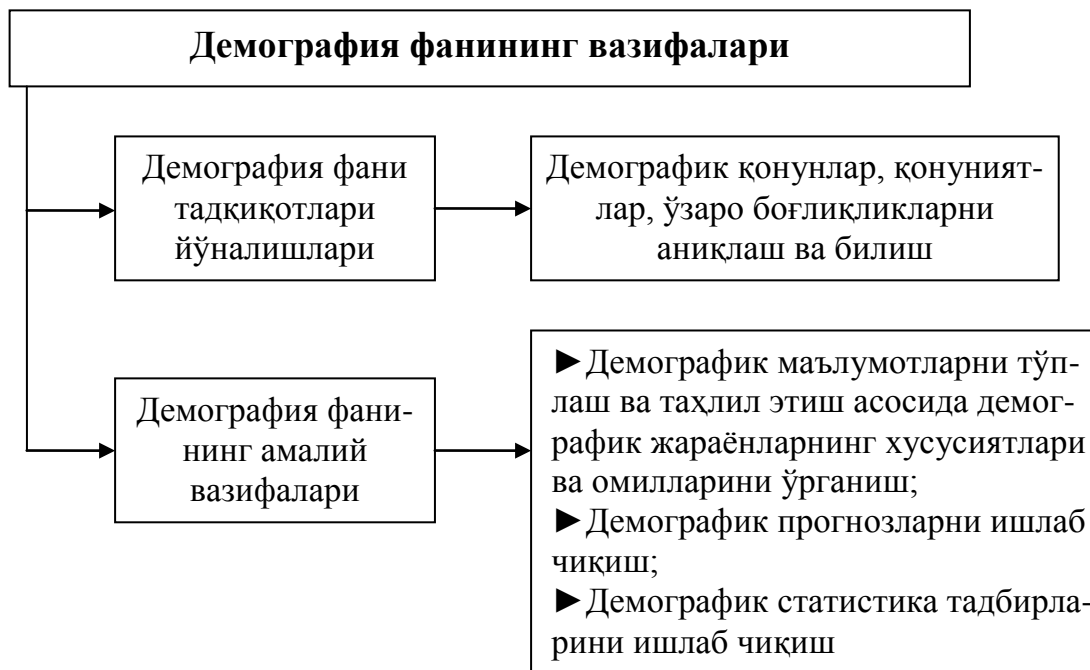 Демография фанининг вазифалари
Демография фани
тадқиқотлари
йўналишлари
Демографик қонунлар, қонуният-
лар, ўзаро боғлиқликларни
аниқлаш ва билиш
Демография фани-
нинг амалий
вазифалари
►Демографик маълумотларни тўп-
лаш ва таҳлил этиш асосида демог-
рафик жараёнларнинг хусусиятлари
ва омилларини ўрганиш;
►Демографик прогнозларни ишлаб
чиқиш;
►Демографик статистика тадбирла-
рини ишлаб чиқиш